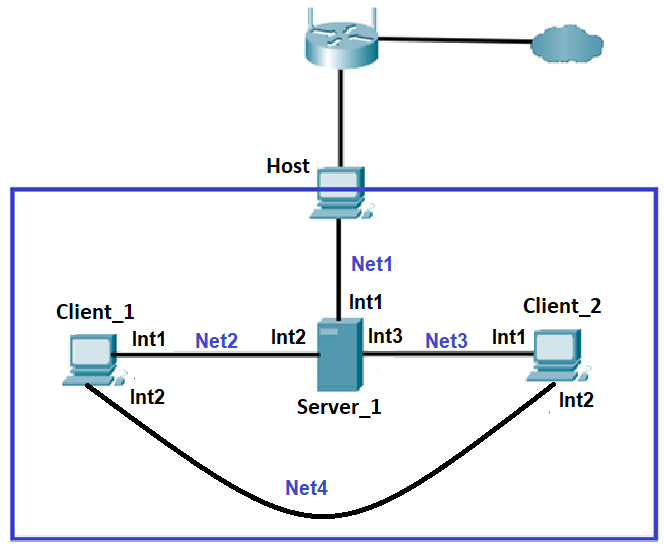 Host
Net1
Int1
Client_1
Client_2
Int1
Net2
Int2
Int3
Net3
Int1
Int2
Server_1
Int2
Net4